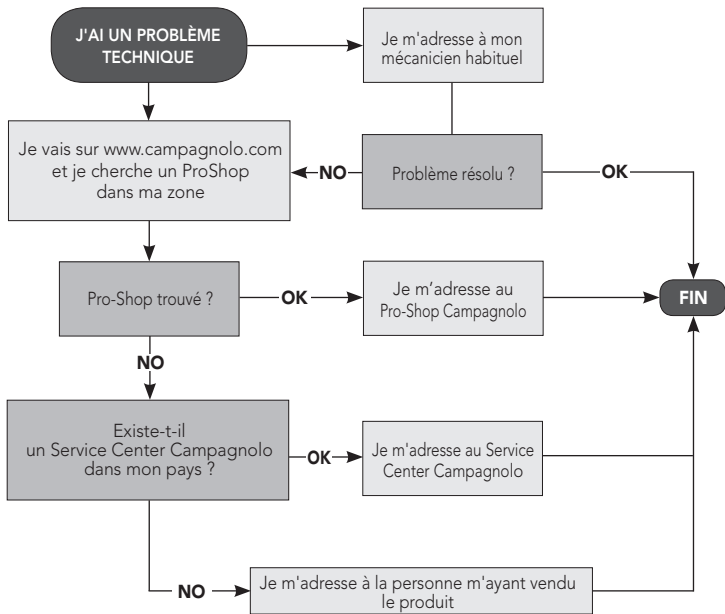 J'AI UN PROBLÈME
TECHNIQUE
Je m'adresse à mon
mécanicien habituel
Je vais sur www.campagnolo.com
et je cherche un ProShop
dans ma zone
NO
Problème résolu ?
OK
Pro-Shop trouvé ?
OK
Je m’adresse au
Pro-Shop Campagnolo
FIN
NO
Existe-t-il
un Service Center Campagnolo
dans mon pays ?
OK
Je m'adresse au Service
Center Campagnolo
NO
Je m'adresse à la personne m'ayant vendu
le produit